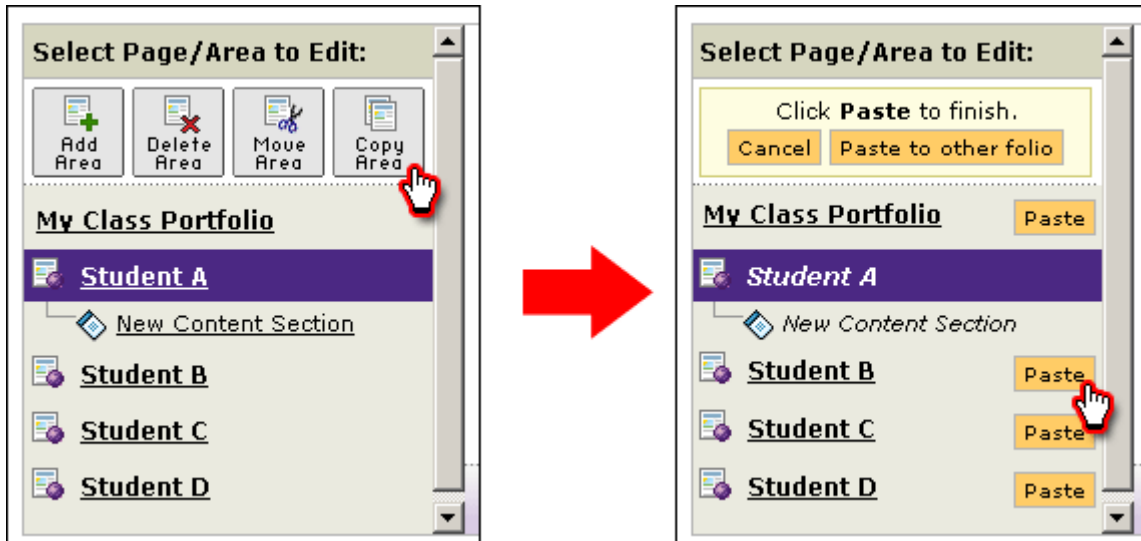 Select Page/Area to Edit:
Add Area
Delete Area
Move Area
Copy Area
My Class Portfolio
Student A
New Content Section
Student B
Student C
Student D
Select Page/Area to Edit:
Click Paste to finish.
Cancel Paste to other folio
My Class Portfolio Paste
Student A
New Content Section
Student B Paste
Student C Paste
Student D Paste